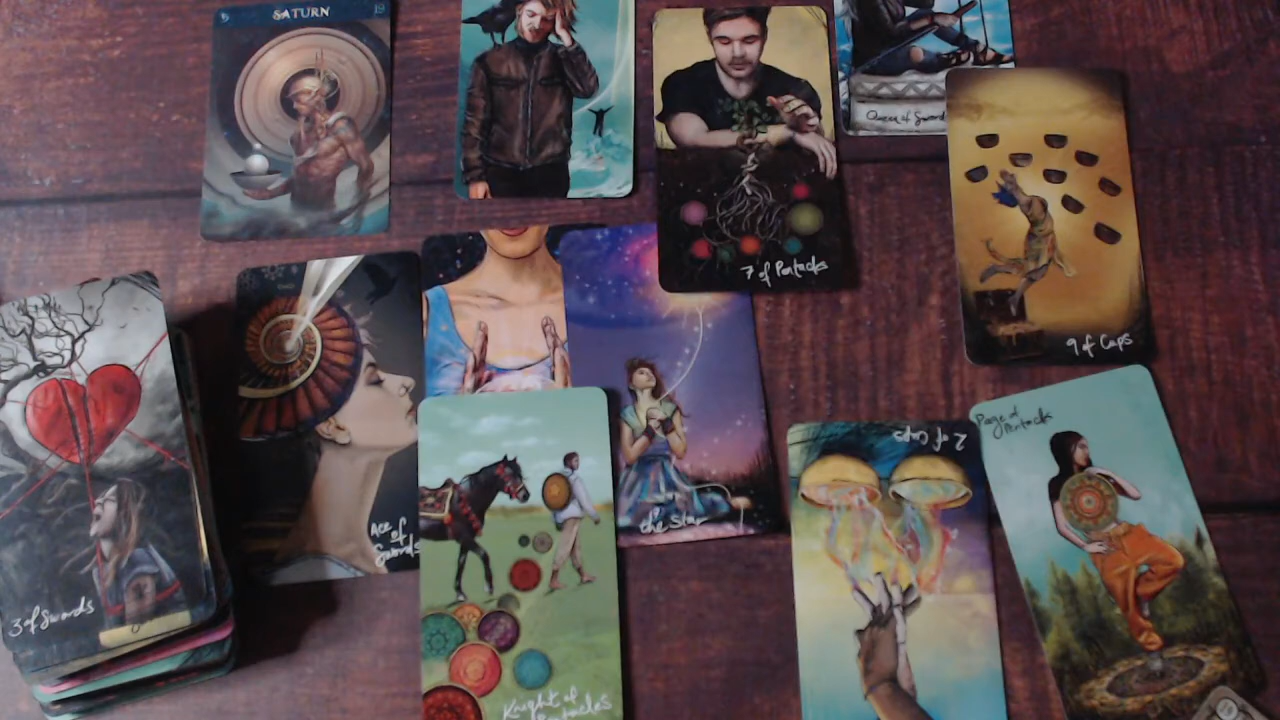 SATURN
19
Queen of Swords
7 of Pentacles
9 of Cups
3 of Swords
Ace of
Swords
the Star
2 of Cups
Page of
Pentacles
Knight of
Pentacles